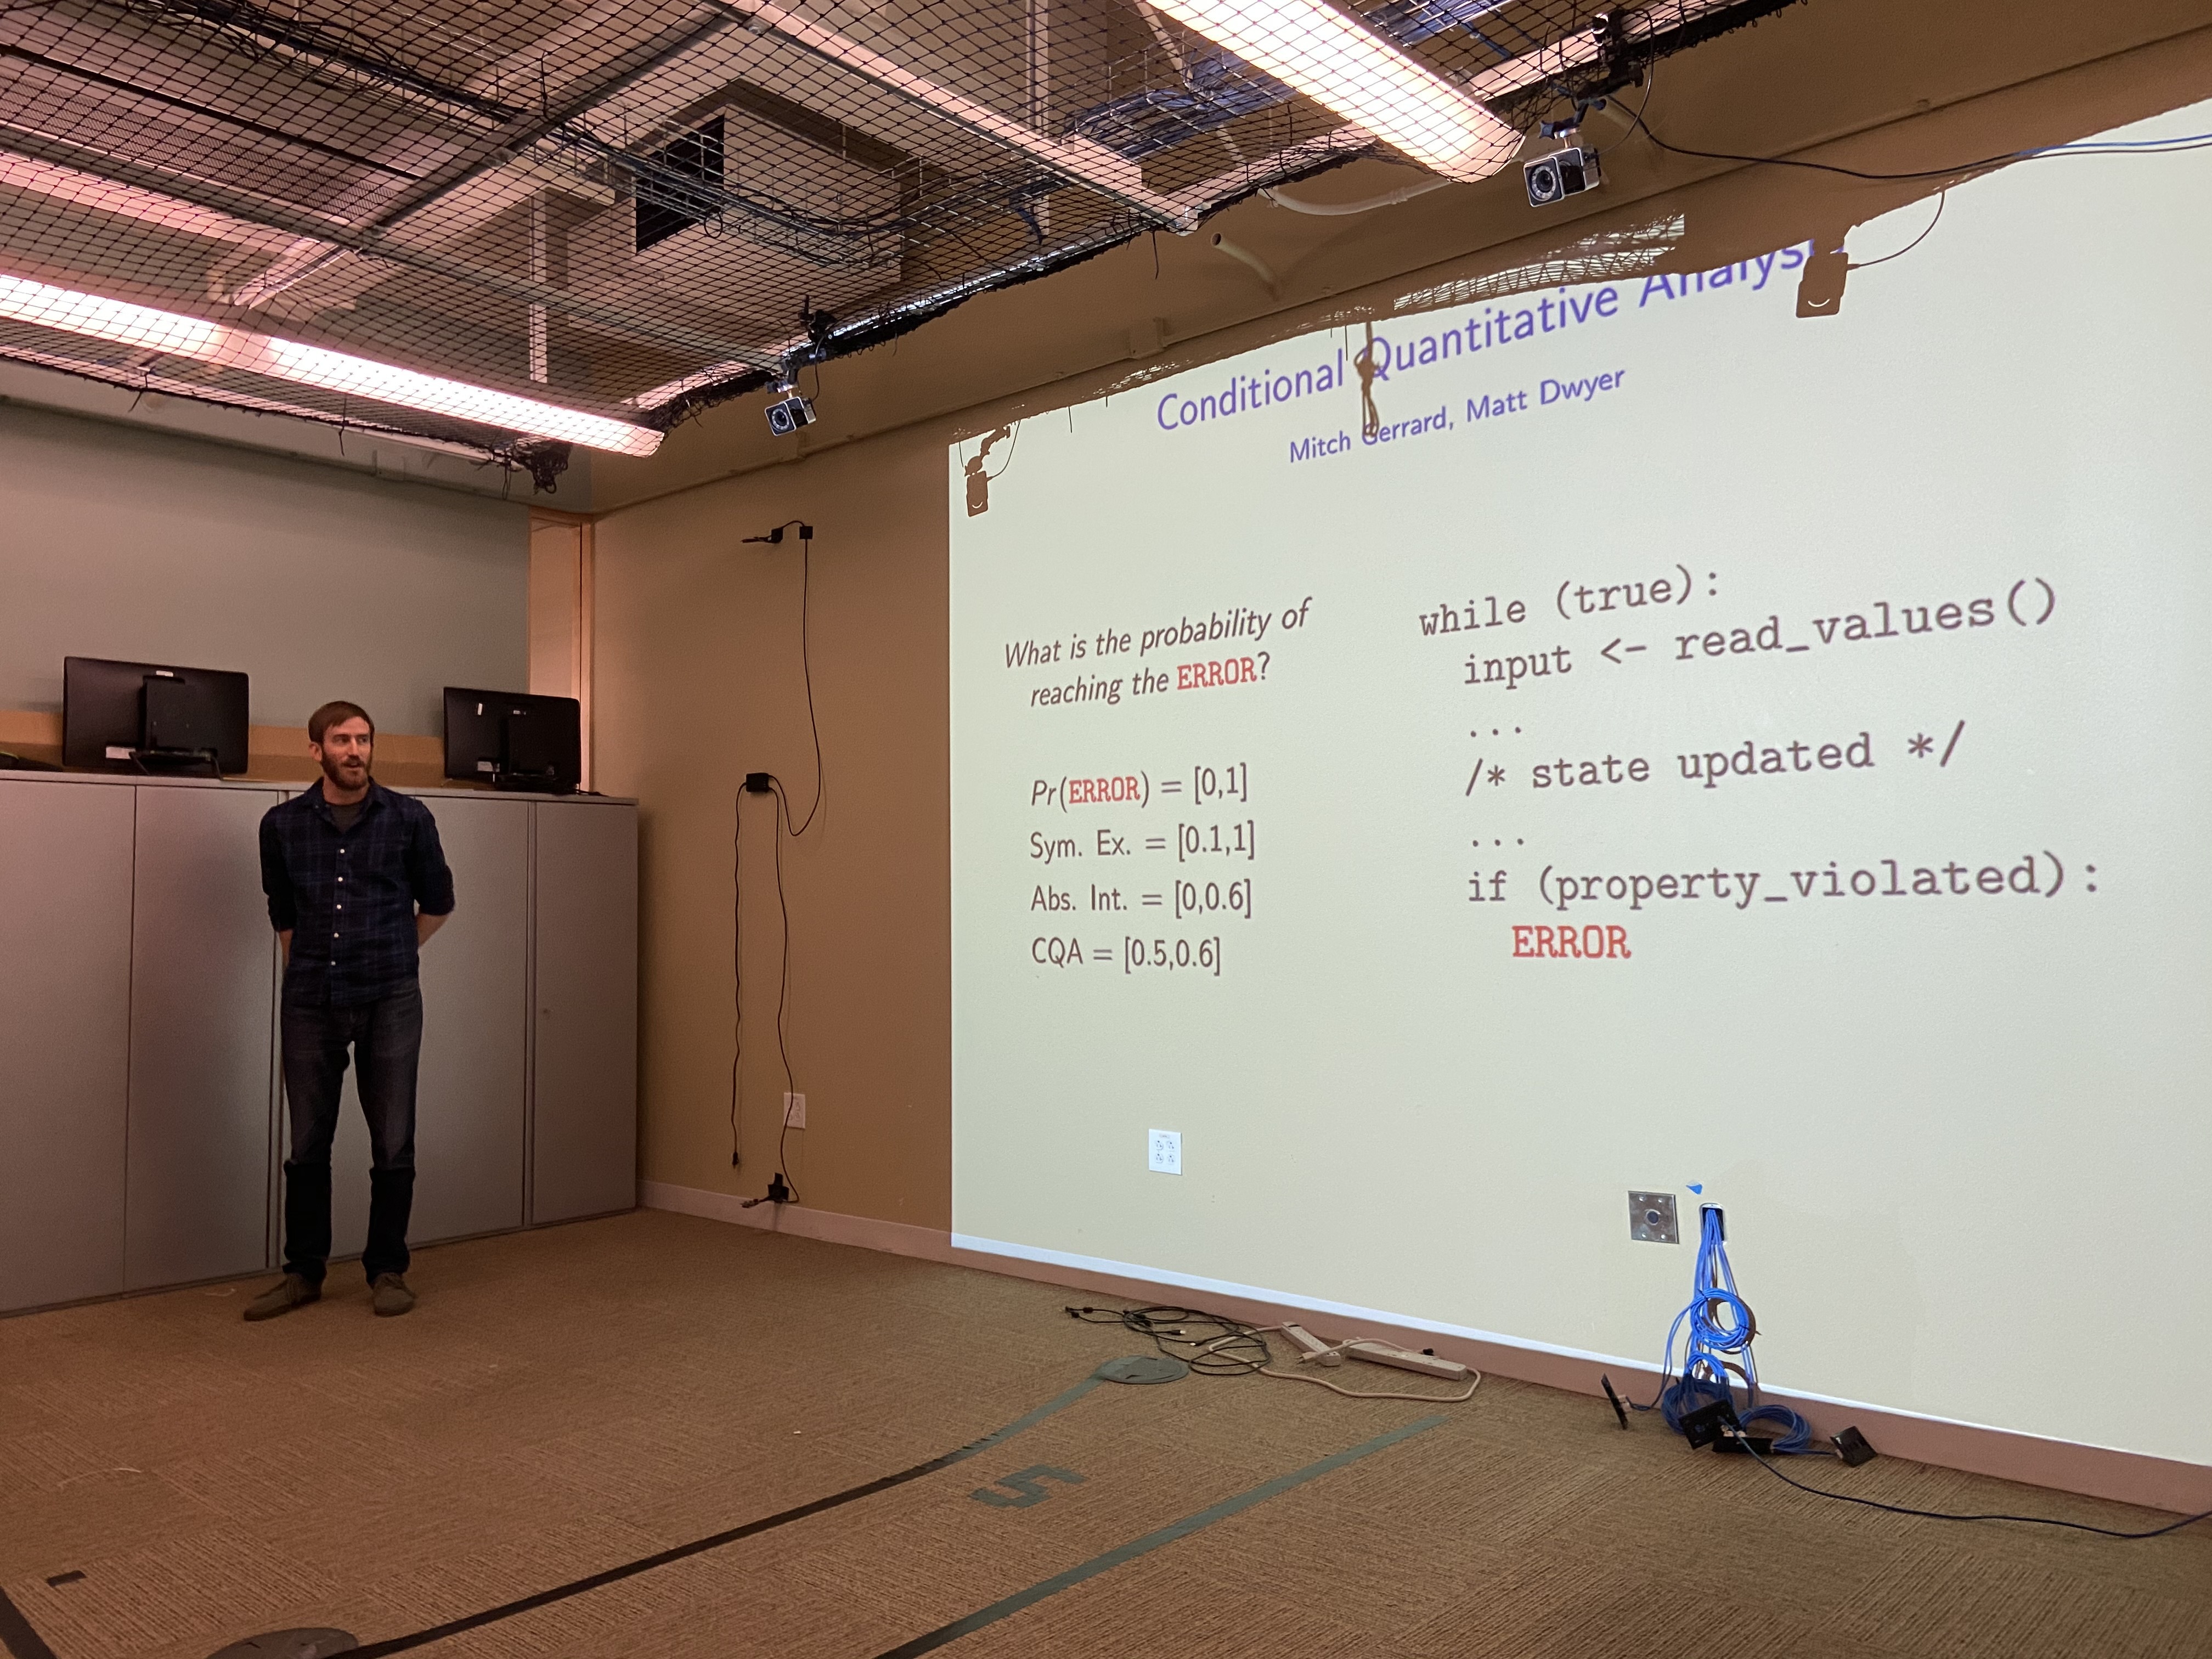 Conditional Quantitative Analysis
Mitch Gerrard, Matt Dwyer
What is the probability of
reaching the ERROR?
Pr(ERROR) = [0,1]
Sym. Ex. = [0.1,1]
Abs. Int. = [0,0.6]
CQA = [0.5,0.6]
while (true):
input <- read_values()
...
/* state updated */
...
if (property_violated):
ERROR
5